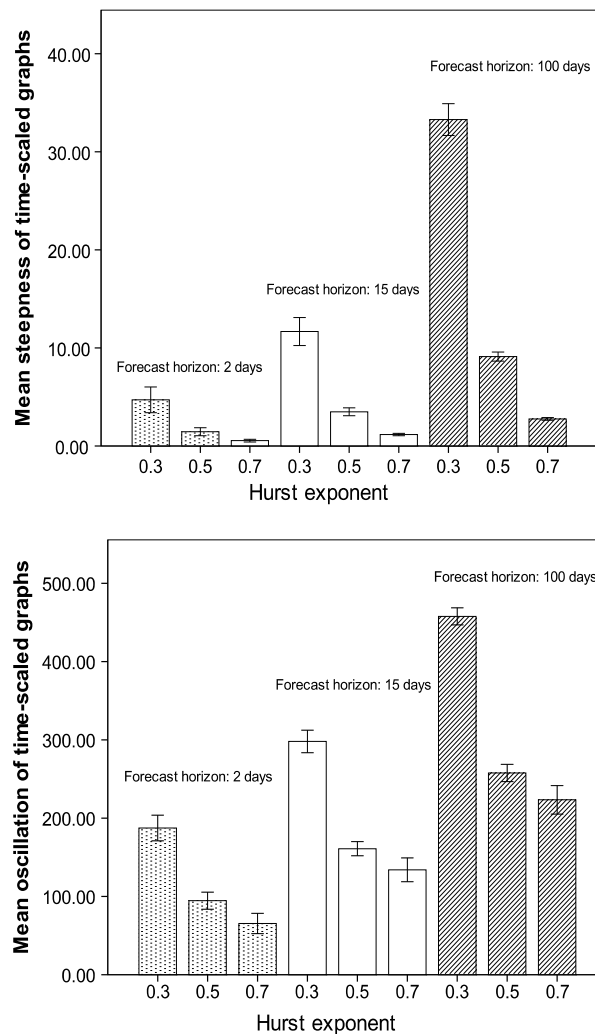 Mean steepness of time-scaled graphs
40.00
30.00
20.00
10.00
0.00
Forecast horizon: 100 days
Forecast horizon: 15 days
Forecast horizon: 2 days
0.3 0.5 0.7 0.3 0.5 0.7 0.3 0.5 0.7
Hurst exponent
Mean oscillation of time-scaled graphs
500.00
400.00
300.00
200.00
100.00
0.00
Forecast horizon: 100 days
Forecast horizon: 15 days
Forecast horizon: 2 days
0.3 0.5 0.7 0.3 0.5 0.7 0.3 0.5 0.7
Hurst exponent